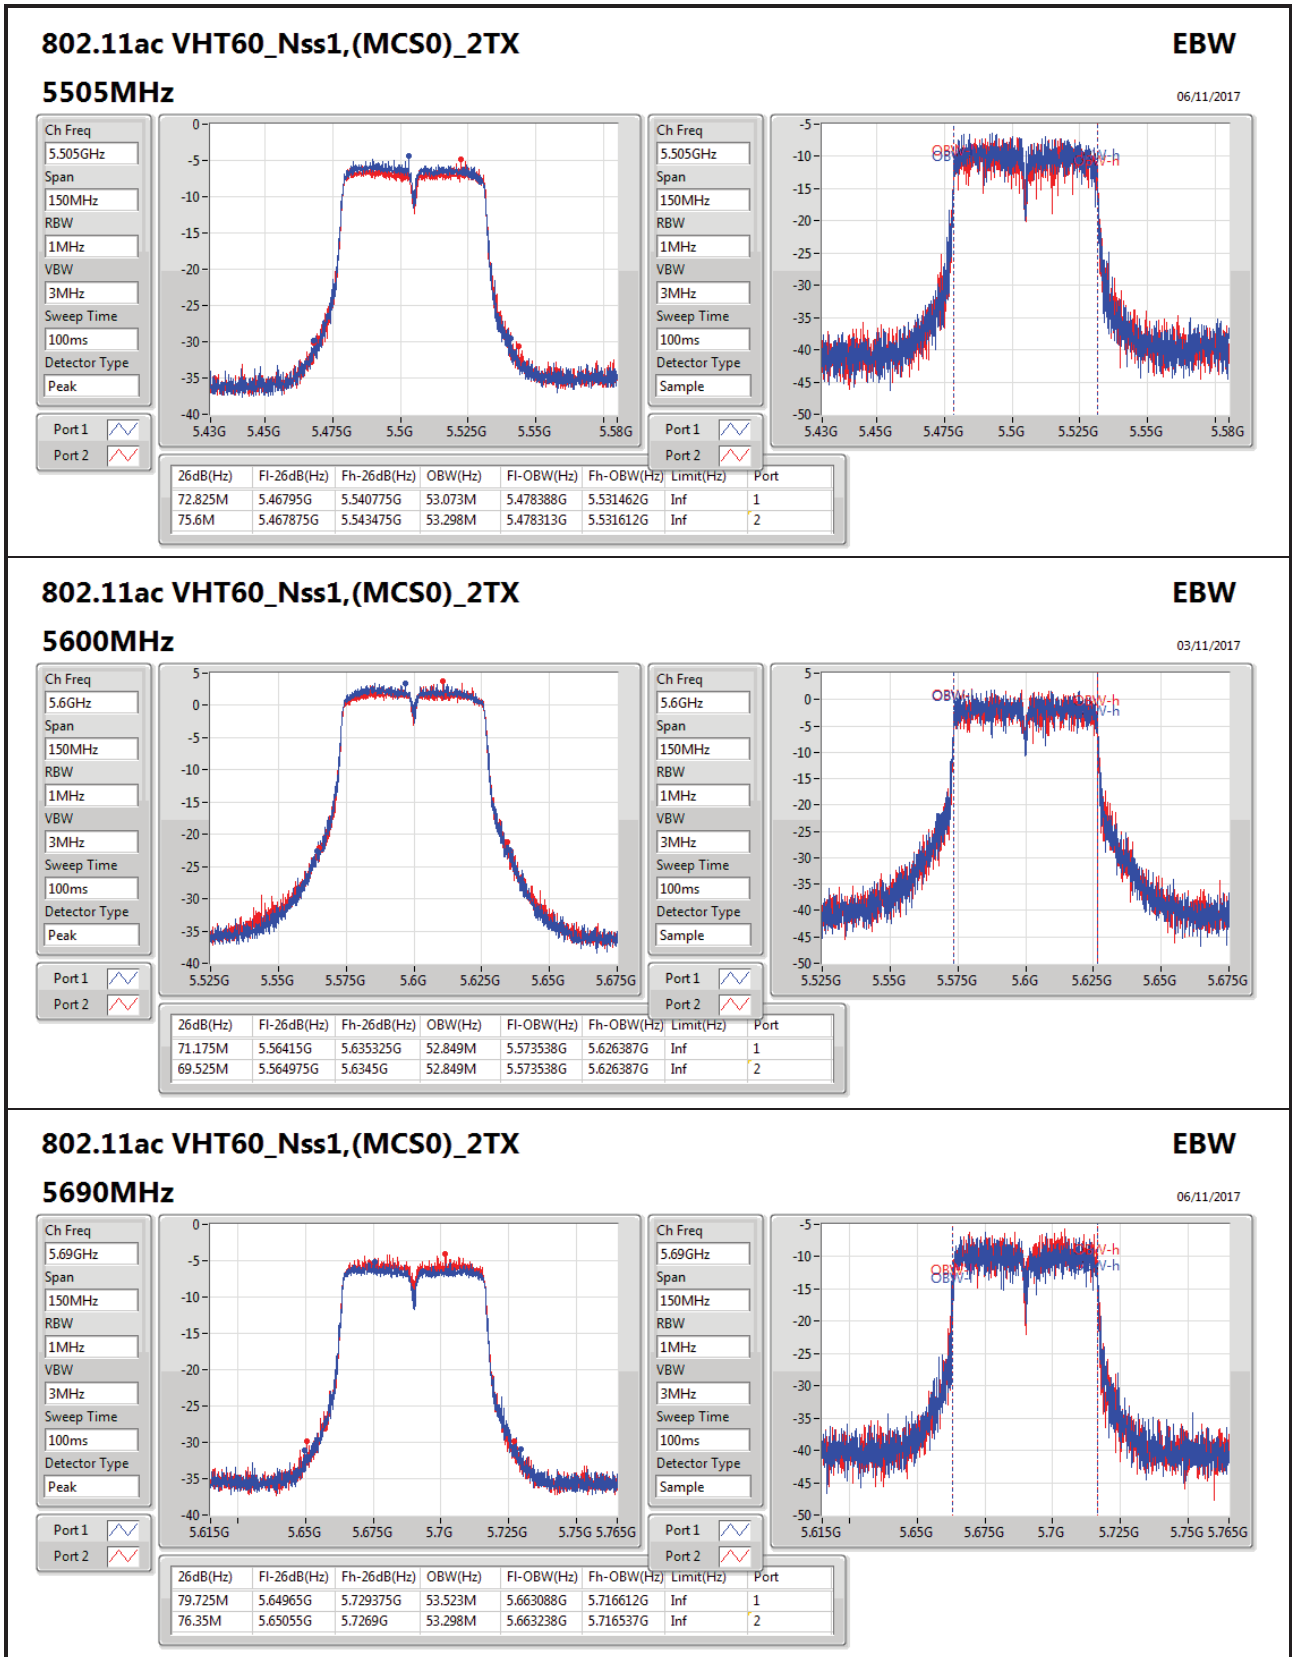 802.11ac VHT60_Nss1,(MCS0)_2TX EBW
5505MHz 06/11/2017
Ch Freq
5.505GHz
Span
150MHz
RBW
1MHz
VBW
3MHz
Sweep Time
100ms
Detector Type
Peak
Port 1
Port 2
0
-5
-10
-15
-20
-25
-30
-35
-40
5.43G 5.45G 5.475G 5.5G 5.525G 5.55G 5.58G
Ch Freq
5.505GHz
Span
150MHz
RBW
1MHz
VBW
3MHz
Sweep Time
100ms
Detector Type
Sample
Port 1
Port 2
-5
-10
-15
-20
-25
-30
-35
-40
-45
-50
5.43G 5.45G 5.475G 5.5G 5.525G 5.55G 5.58G
26dB(Hz) Fl-26dB(Hz) Fh-26dB(Hz) OBW(Hz) Fl-OBW(Hz) Fh-OBW(Hz) Limit(Hz) Port
72.825M 5.46795G 5.540775G 53.073M 5.478388G 5.531462G Inf 1
75.6M 5.467875G 5.543475G 53.298M 5.478313G 5.531612G Inf 2
802.11ac VHT60_Nss1,(MCS0)_2TX EBW
5600MHz 03/11/2017
Ch Freq
5.6GHz
Span
150MHz
RBW
1MHz
VBW
3MHz
Sweep Time
100ms
Detector Type
Peak
Port 1
Port 2
5
0
-5
-10
-15
-20
-25
-30
-35
-40
5.525G 5.55G 5.575G 5.6G 5.625G 5.65G 5.675G
Ch Freq
5.6GHz
Span
150MHz
RBW
1MHz
VBW
3MHz
Sweep Time
100ms
Detector Type
Sample
Port 1
Port 2
5
0
-5
-10
-15
-20
-25
-30
-35
-40
-45
-50
5.525G 5.55G 5.575G 5.6G 5.625G 5.65G 5.675G
26dB(Hz) Fl-26dB(Hz) Fh-26dB(Hz) OBW(Hz) Fl-OBW(Hz) Fh-OBW(Hz) Limit(Hz) Port
71.175M 5.56415G 5.635325G 52.849M 5.573538G 5.626387G Inf 1
69.525M 5.564975G 5.6345G 52.849M 5.573538G 5.626387G Inf 2
802.11ac VHT60_Nss1,(MCS0)_2TX EBW
5690MHz 06/11/2017
Ch Freq
5.69GHz
Span
150MHz
RBW
1MHz
VBW
3MHz
Sweep Time
100ms
Detector Type
Peak
Port 1
Port 2
0
-5
-10
-15
-20
-25
-30
-35
-40
5.615G 5.65G 5.675G 5.7G 5.725G 5.75G 5.765G
Ch Freq
5.69GHz
Span
150MHz
RBW
1MHz
VBW
3MHz
Sweep Time
100ms
Detector Type
Sample
Port 1
Port 2
-5
-10
-15
-20
-25
-30
-35
-40
-45
-50
5.615G 5.65G 5.675G 5.7G 5.725G 5.75G 5.765G
26dB(Hz) Fl-26dB(Hz) Fh-26dB(Hz) OBW(Hz) Fl-OBW(Hz) Fh-OBW(Hz) Limit(Hz) Port
79.725M 5.64965G 5.729375G 53.523M 5.663088G 5.716612G Inf 1
76.35M 5.65055G 5.7269G 53.298M 5.663238G 5.716537G Inf 2